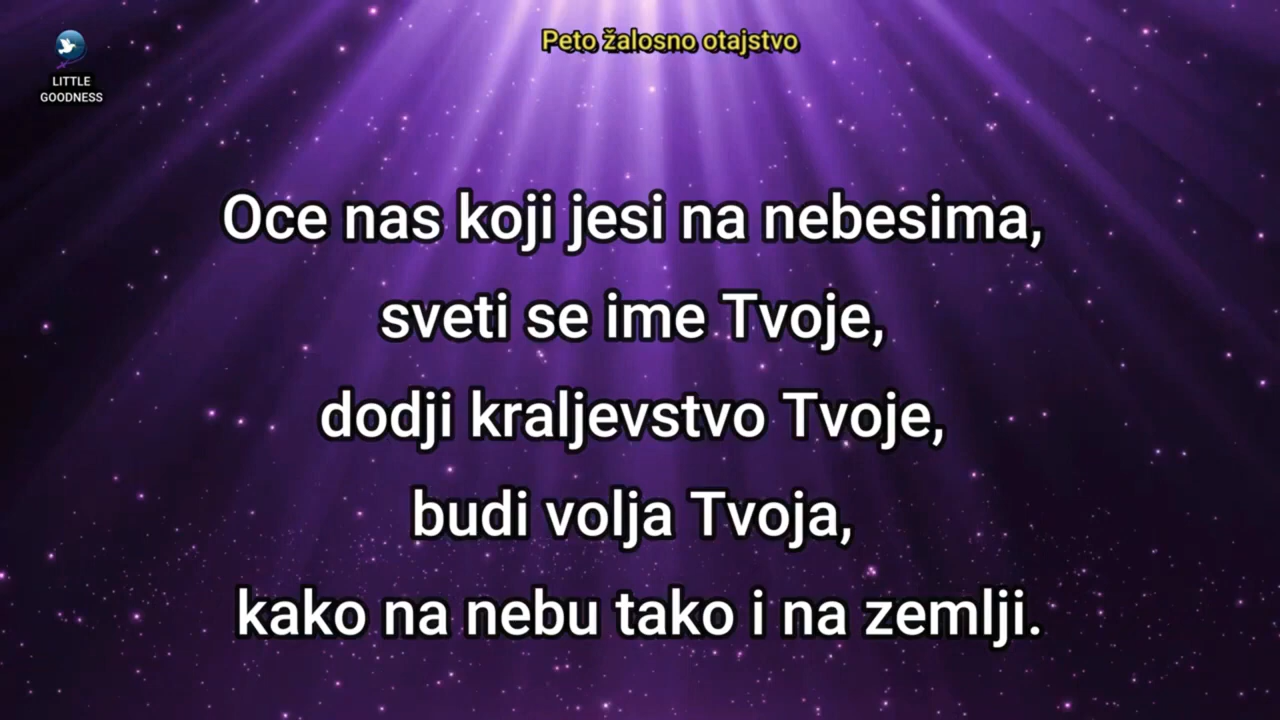 Peto žalosno otajstvo
LITTLE
GOODNESS
Oce nas koji jesi na nebesima,
sveti se ime Tvoje,
dodji kraljevstvo Tvoje,
budi volja Tvoja,
kako na nebu tako i na zemlji.